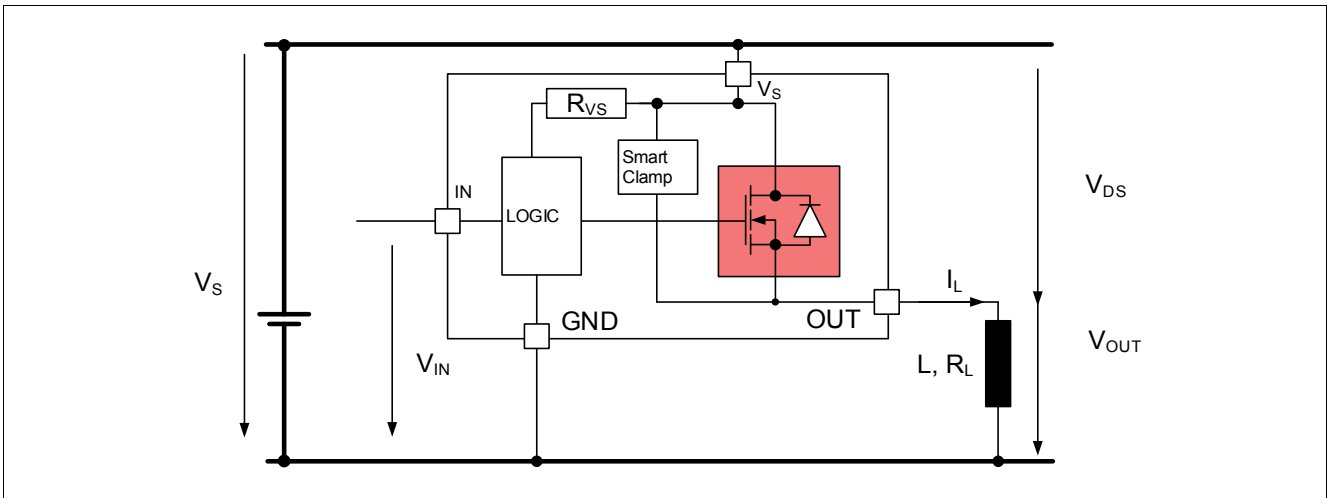 V_S
R_VS
Smart
Clamp
V_DS
IN
LOGIC
V_S
I_L
GND
OUT
V_OUT
V_IN
L, R_L